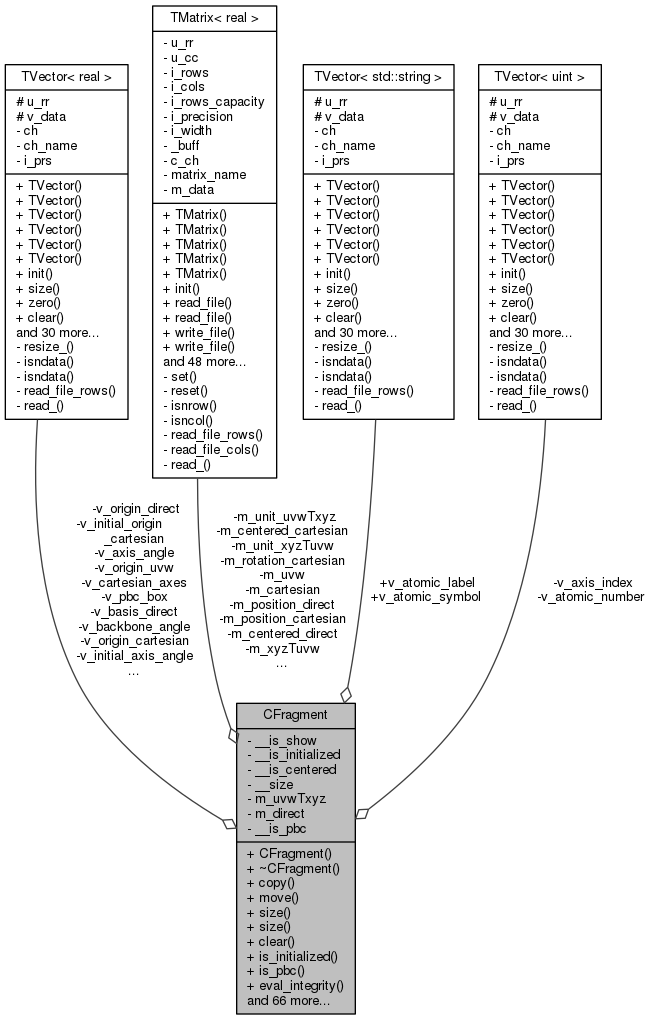 TVector< real >
# u_rr
# v_data
- ch
- ch_name
- i_prs
+ TVector()
+ TVector()
+ TVector()
+ TVector()
+ TVector()
+ TVector()
+ init()
+ size()
+ zero()
+ clear()
and 30 more...
- resize_()
- isndata()
- isndata()
- read_file_rows()
- read_()
TMatrix< real >
- u_rr
- u_cc
- i_rows
- i_cols
- i_rows_capacity
- i_precision
- i_width
- _buff
- c_ch
- matrix_name
- m_data
+ TMatrix()
+ TMatrix()
+ TMatrix()
+ TMatrix()
+ TMatrix()
+ init()
+ read_file()
+ read_file()
+ write_file()
+ write_file()
and 48 more...
- set()
- reset()
- isnrow()
- isncol()
- read_file_rows()
- read_file_cols()
- read_()
TVector< std::string >
# u_rr
# v_data
- ch
- ch_name
- i_prs
+ TVector()
+ TVector()
+ TVector()
+ TVector()
+ TVector()
+ TVector()
+ init()
+ size()
+ zero()
+ clear()
and 30 more...
- resize_()
- isndata()
- isndata()
- read_file_rows()
- read_()
TVector< uint >
# u_rr
# v_data
- ch
- ch_name
- i_prs
+ TVector()
+ TVector()
+ TVector()
+ TVector()
+ TVector()
+ TVector()
+ init()
+ size()
+ zero()
+ clear()
and 30 more...
- resize_()
- isndata()
- isndata()
- read_file_rows()
- read_()
-v_origin_direct
-v_initial_origin
_cartesian
-v_axis_angle
-v_origin_uvw
-v_cartesian_axes
-v_pbc_box
-v_basis_direct
-v_backbone_angle
-v_origin_cartesian
-v_initial_axis_angle
...
-m_unit_uvwTxyz
-m_centered_cartesian
-m_unit_xyzTuvw
-m_rotation_cartesian
-m_uvw
-m_cartesian
-m_position_direct
-m_position_cartesian
-m_centered_direct
-m_xyzTuvw
...
+v_atomic_label
+v_atomic_symbol
-v_axis_index
-v_atomic_number
CFragment
- __is_show
- __is_initialized
- __is_centered
- __size
- m_uvwTxyz
- m_direct
- __is_pbc
+ CFragment()
+ ~CFragment()
+ copy()
+ move()
+ size()
+ size()
+ clear()
+ is_initialized()
+ is_pbc()
+ eval_integrity()
and 66 more...